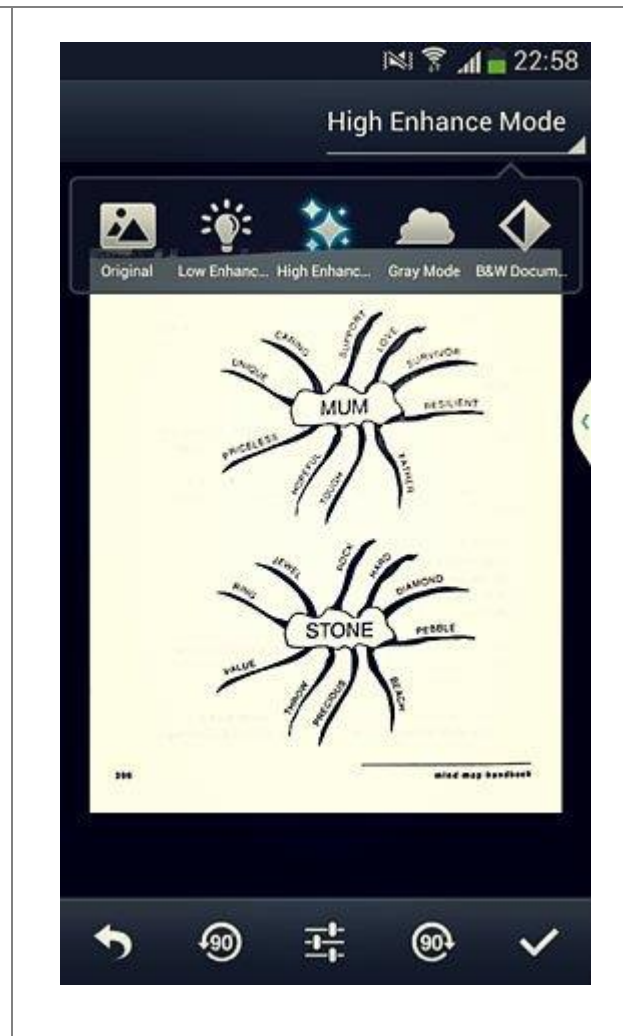 22:58
High Enhance Mode
Original Low Enhanc... High Enhanc... Gray Mode B&W Docum...
SUPPORT
CARING
LOVE
UNIQUE
SURVIVOR
MUM
RESILIENT
PRICELESS
HOPEFUL
TOUGH
FATHER
ROCK
JEWEL
HARD
RING
DIAMOND
STONE
PEBBLE
VALUE
THROW
PRECIOUS
BEACH
mind map handbook
90 90